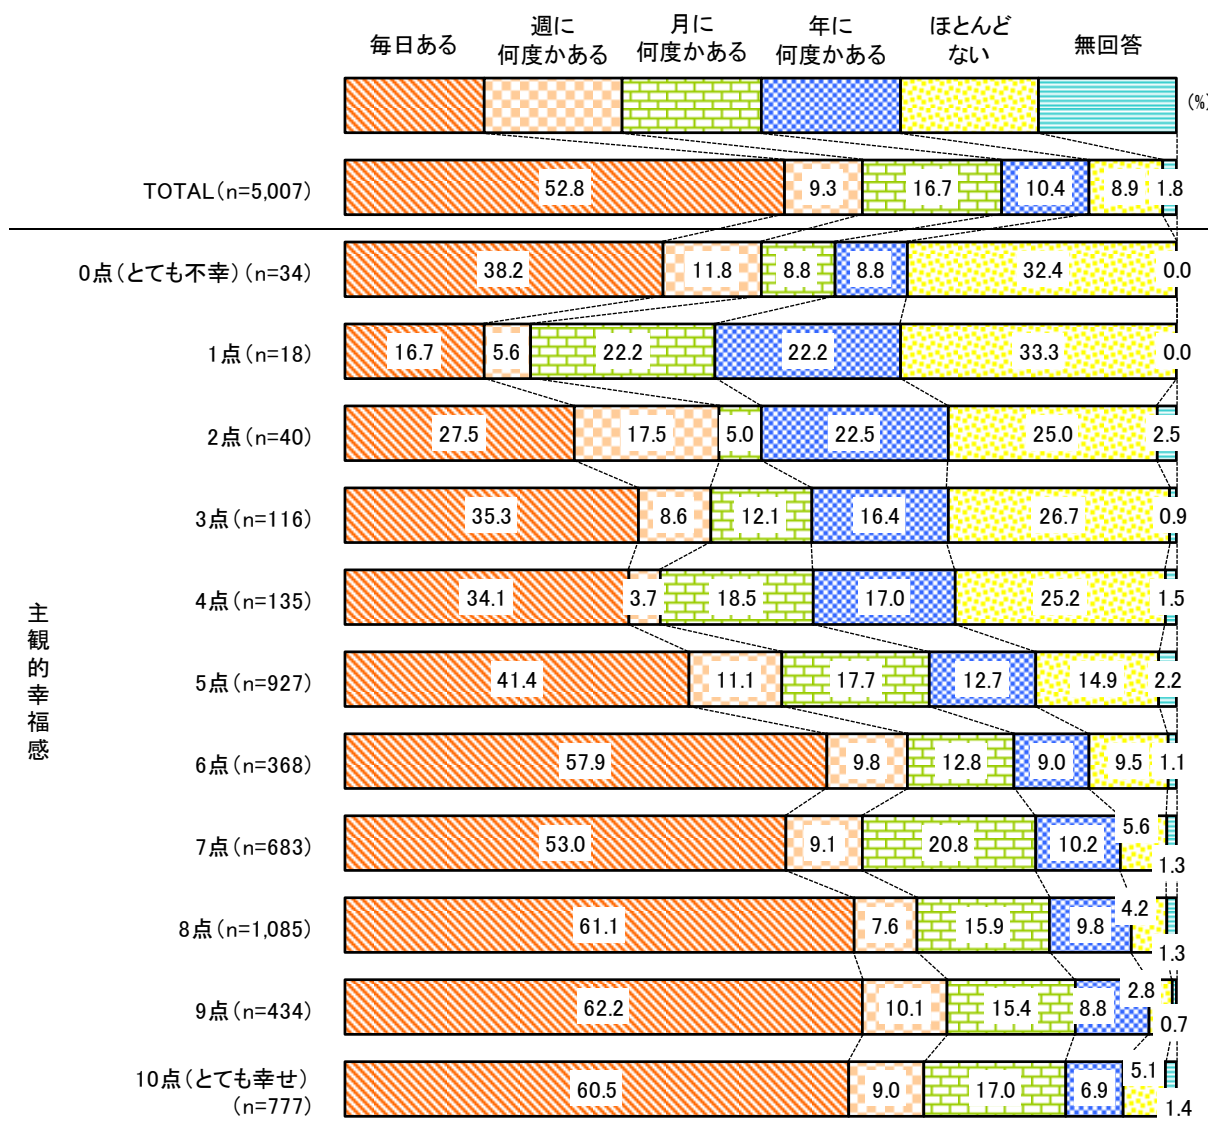 毎日ある
週に
何度かある
月に
何度かある
年に
何度かある
ほとんど
ない
無回答
(%)
TOTAL(n=5,007) 52.8 9.3 16.7 10.4 8.9 1.8
主観的幸福感
0点(とても不幸)(n=34) 38.2 11.8 8.8 8.8 32.4 0.0
1点(n=18) 16.7 5.6 22.2 22.2 33.3 0.0
2点(n=40) 27.5 17.5 5.0 22.5 25.0 2.5
3点(n=116) 35.3 8.6 12.1 16.4 26.7 0.9
4点(n=135) 34.1 3.7 18.5 17.0 25.2 1.5
5点(n=927) 41.4 11.1 17.7 12.7 14.9 2.2
6点(n=368) 57.9 9.8 12.8 9.0 9.5 1.1
7点(n=683) 53.0 9.1 20.8 10.2 5.6 1.3
8点(n=1,085) 61.1 7.6 15.9 9.8 4.2 1.3
9点(n=434) 62.2 10.1 15.4 8.8 2.8 0.7
10点(とても幸せ)
(n=777) 60.5 9.0 17.0 6.9 5.1 1.4